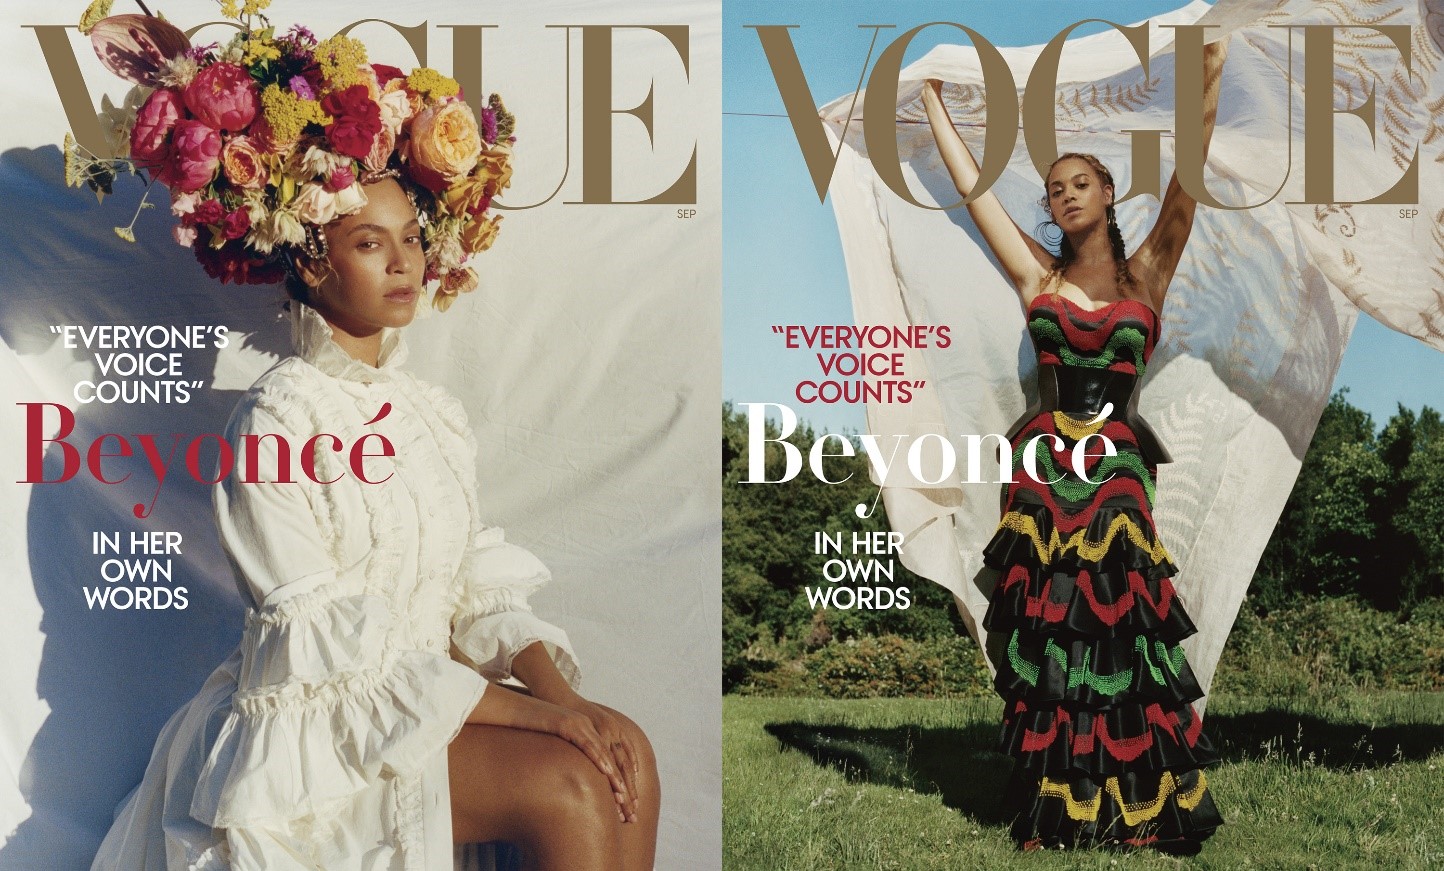 VOGUE
SEP
“EVERYONE’S
VOICE
COUNTS”
Beyoncé
IN HER
OWN
WORDS
VOGUE
SEP
“EVERYONE’S
VOICE
COUNTS”
Beyoncé
IN HER
OWN
WORDS